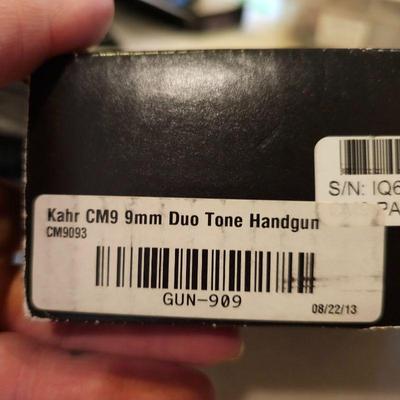 S/N: IQ6
Kahr CM9 9mm Duo Tone Handgun
CM9093
GUN-909
08/22/13